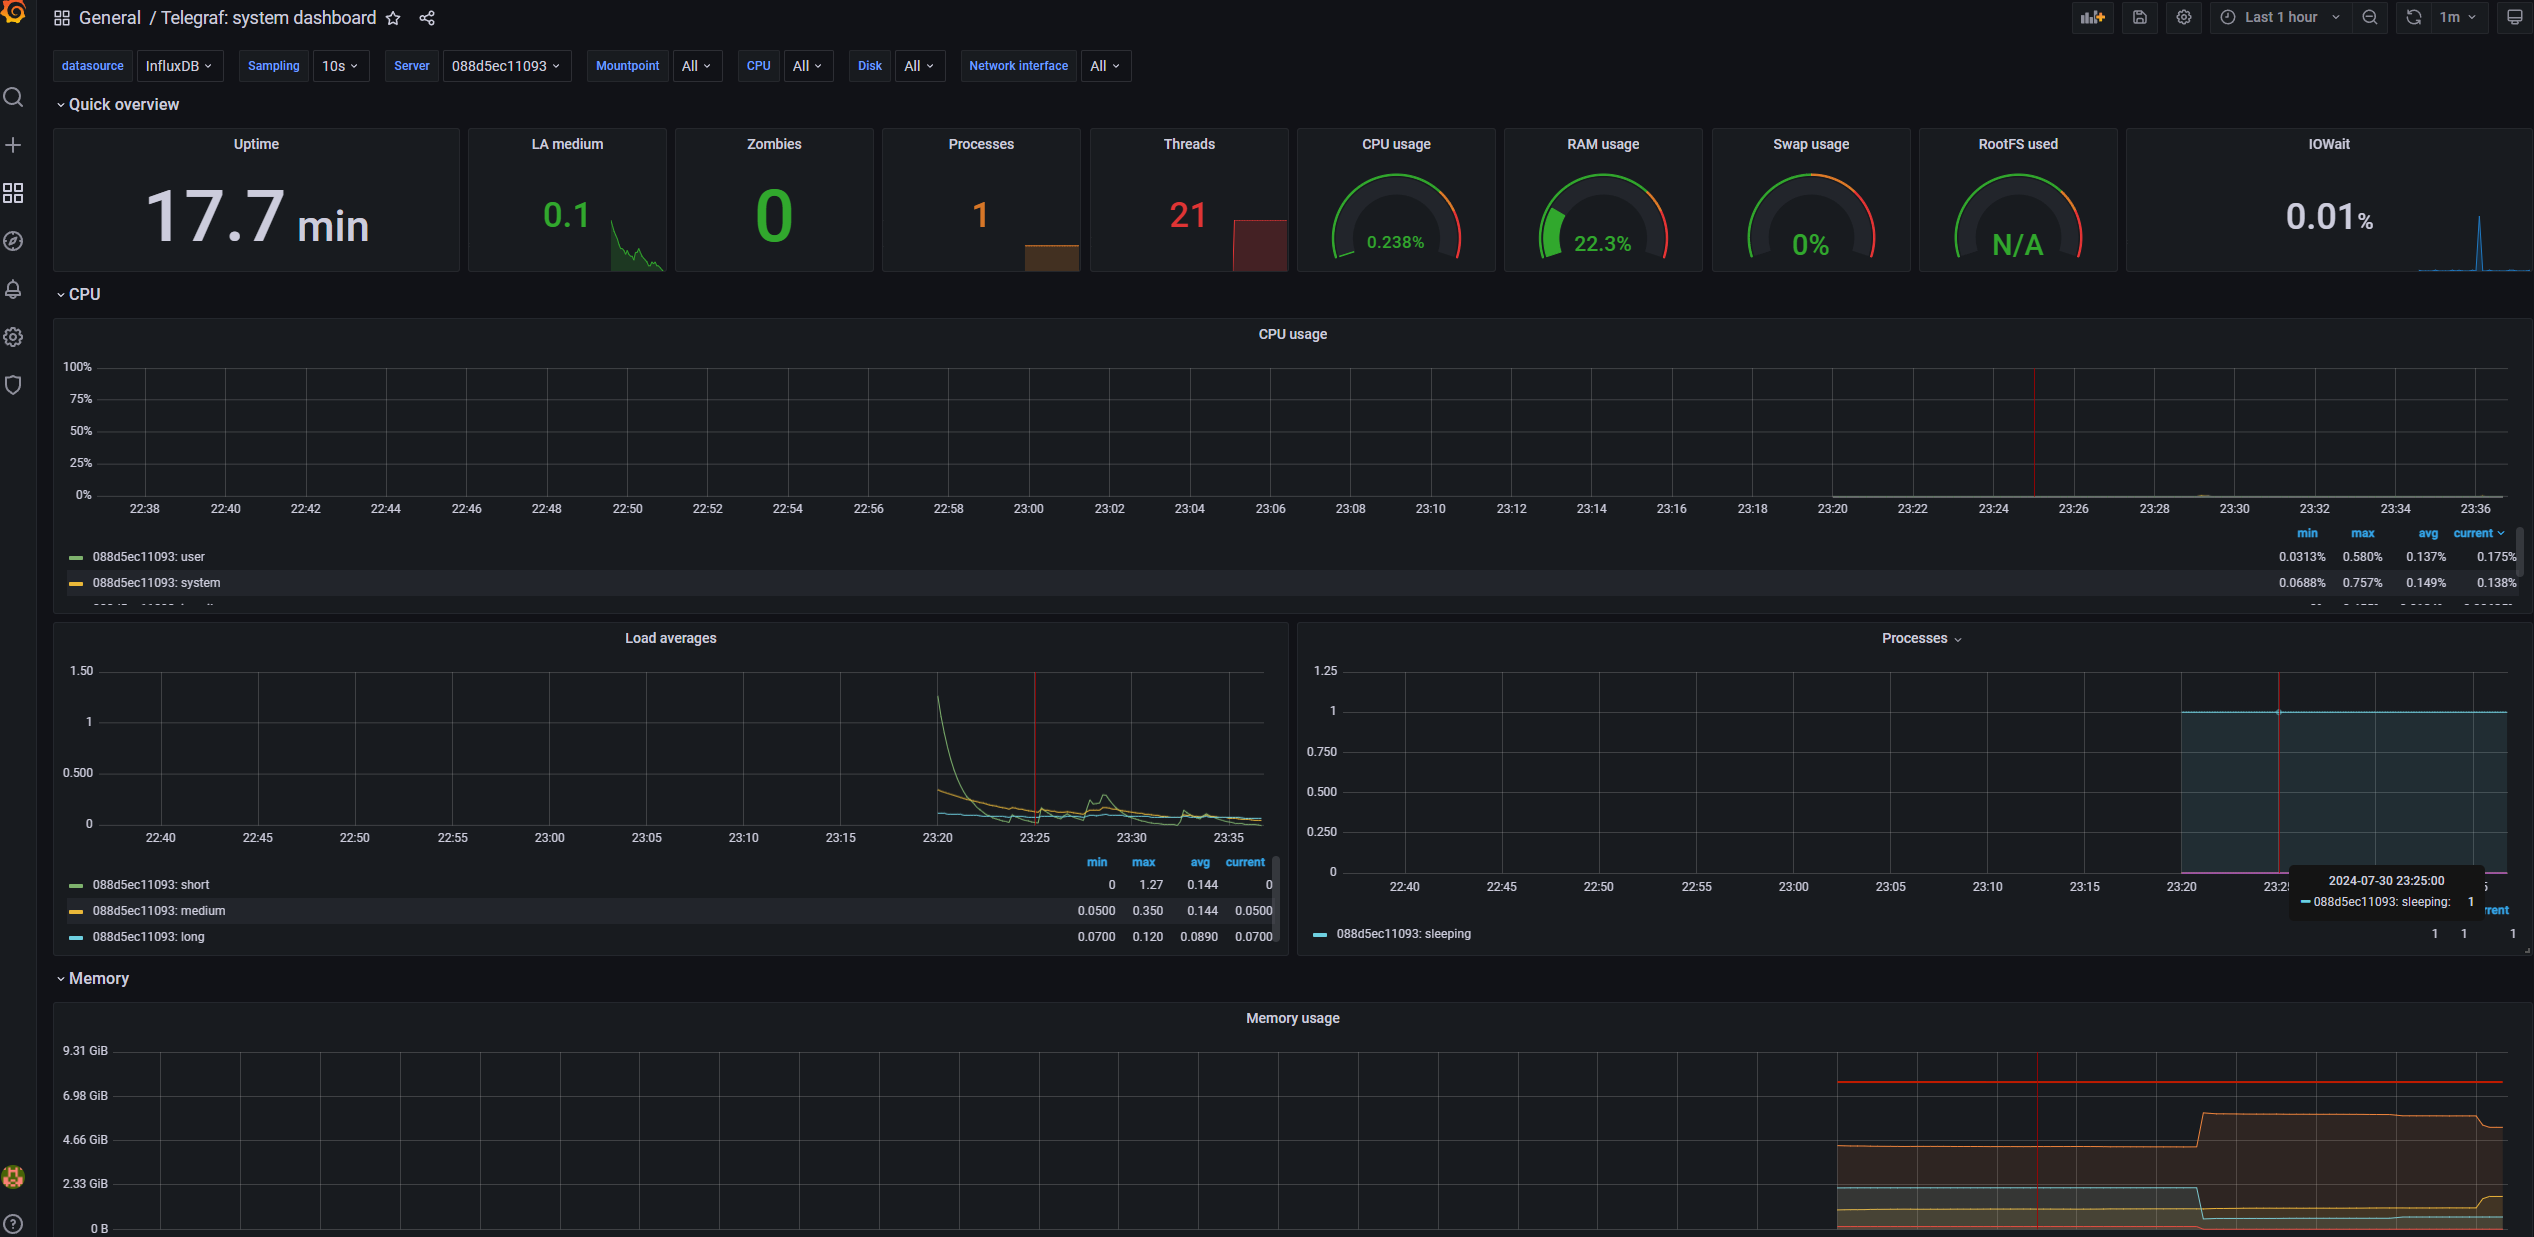 General / Telegraf: system dashboard
Last 1 hour
1m
datasource InfluxDB Sampling 10s Server 088d5ec11093 Mountpoint All CPU All Disk All Network interface All
Quick overview
Uptime
17.7 min
LA medium
0.1
Zombies
0
Processes
1
Threads
21
CPU usage
0.238%
RAM usage
22.3%
Swap usage
0%
RootFS used
N/A
IOWait
0.01%
CPU
CPU usage
100%
75%
50%
25%
0%
22:38 22:40 22:42 22:44 22:46 22:48 22:50 22:52 22:54 22:56 22:58 23:00 23:02 23:04 23:06 23:08 23:10 23:12 23:14 23:16 23:18 23:20 23:22 23:24 23:26 23:28 23:30 23:32 23:34 23:36
min max avg current
088d5ec11093: user 0.0313% 0.580% 0.137% 0.175%
088d5ec11093: system 0.0688% 0.757% 0.149% 0.138%
Load averages
1.50
1
0.500
0
22:40 22:45 22:50 22:55 23:00 23:05 23:10 23:15 23:20 23:25 23:30 23:35
min max avg current
088d5ec11093: short 0 1.27 0.144 0
088d5ec11093: medium 0.0500 0.350 0.144 0.0500
088d5ec11093: long 0.0700 0.120 0.0890 0.0700
Processes
1.25
1
0.750
0.500
0.250
0
22:40 22:45 22:50 22:55 23:00 23:05 23:10 23:15 23:20
2024-07-30 23:25:00
088d5ec11093: sleeping: 1
088d5ec11093: sleeping 1 1 1
Memory
Memory usage
9.31 GiB
6.98 GiB
4.66 GiB
2.33 GiB
0 B